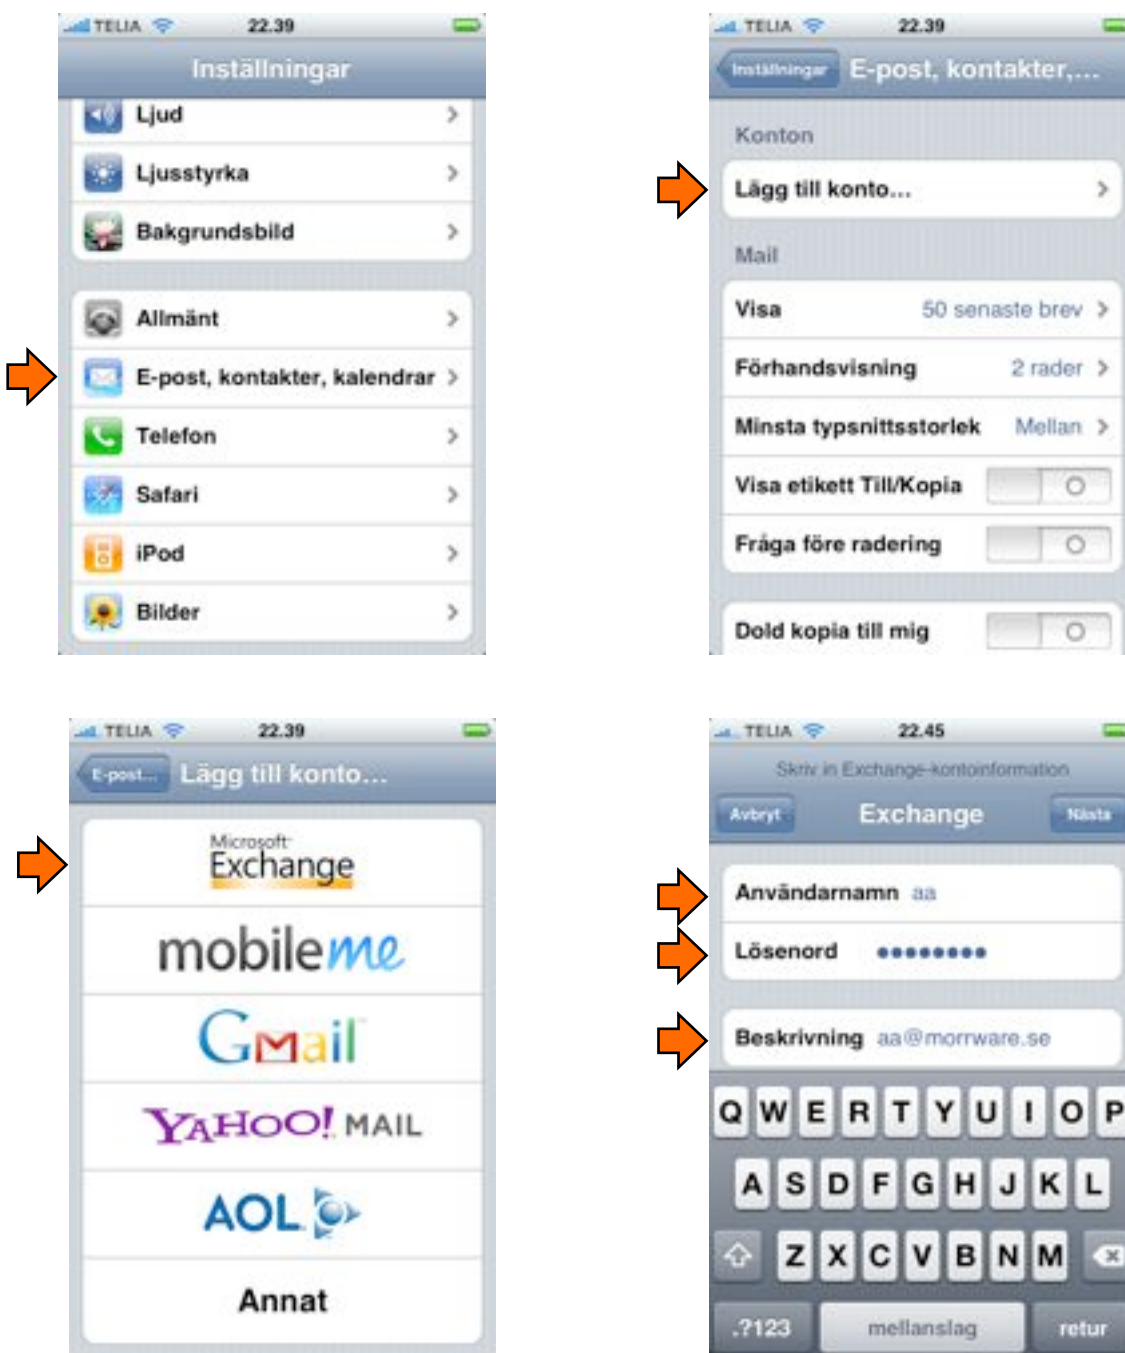 TELIA 22.39
Inställningar
Ljud
Ljusstyrka
Bakgrundsbild
Allmänt
E-post, kontakter, kalendrar
Telefon
Safari
iPod
Bilder
TELIA 22.39
Inställningar E-post, kontakter,...
Konton
Lägg till konto...
Mail
Visa 50 senaste brev
Förhandsvisning 2 rader
Minsta typsnittsstorlek Mellan
Visa etikett Till/Kopia
Fråga före radering
Dold kopia till mig
TELIA 22.39
E-post... Lägg till konto...
Microsoft
Exchange
mobileme
GMail
YAHOO! MAIL
AOL
Annat
TELIA 22.45
Skriv in Exchange-kontoinformation
Avbryt Exchange Nästa
Användarnamn aa
Lösenord ••••••••
Beskrivning aa@morrware.se
Q W E R T Y U I O P
A S D F G H J K L
Z X C V B N M
.?123 mellanslag retur